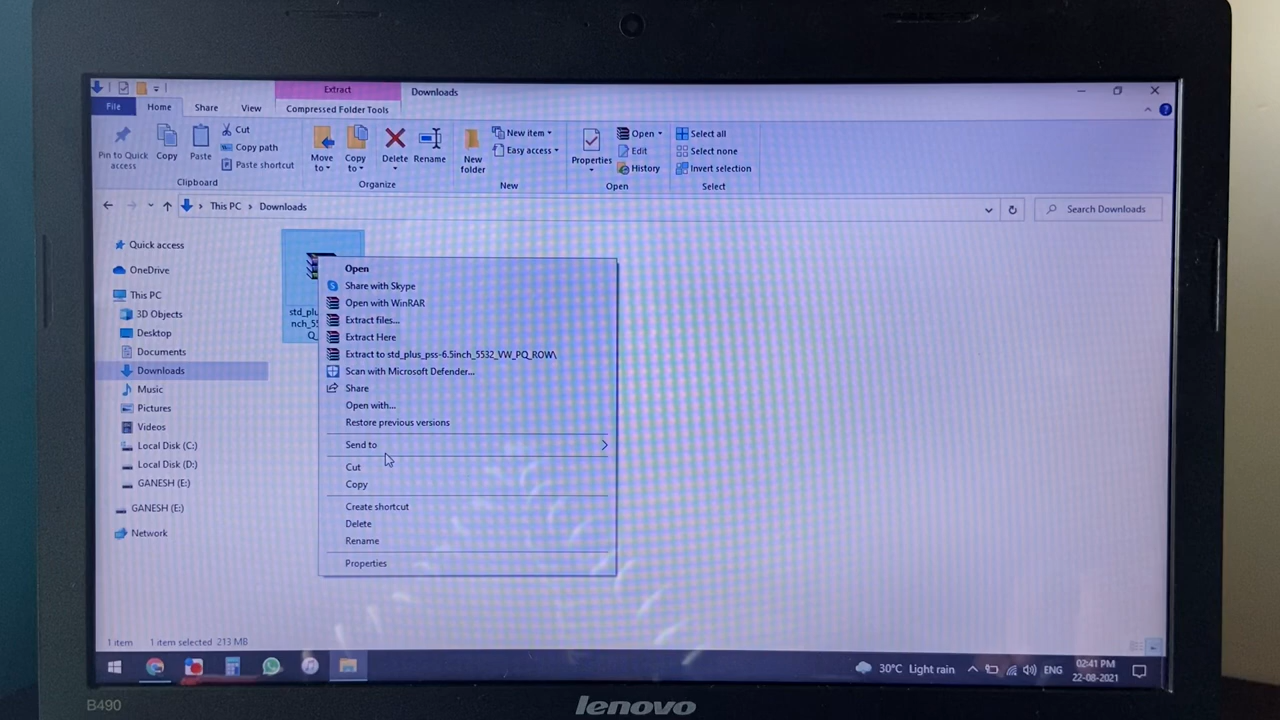 Extract
Downloads
File
Home
Share
View
Compressed Folder Tools
Pin to Quick access
Copy
Paste
Cut
Copy path
Paste shortcut
Clipboard
Move to
Copy to
Delete
Rename
Organize
New folder
New item
Easy access
New
Properties
Open
Edit
History
Open
Select all
Select none
Invert selection
Select
This PC > Downloads
Search Downloads
Quick access
OneDrive
This PC
3D Objects
Desktop
Documents
Downloads
Music
Pictures
Videos
Local Disk (C:)
Local Disk (D:)
GANESH (E:)
GANESH (E:)
Network
Open
Share with Skype
Open with WinRAR
Extract files...
Extract Here
Extract to std_plus_pss-6.5inch_5532_VW_PQ_ROW\
Scan with Microsoft Defender...
Share
Open with...
Restore previous versions
Send to
Cut
Copy
Create shortcut
Delete
Rename
Properties
1 item 1 item selected 213 MB
30°C Light rain
ENG
02:41 PM
22-08-2021
B490
lenovo